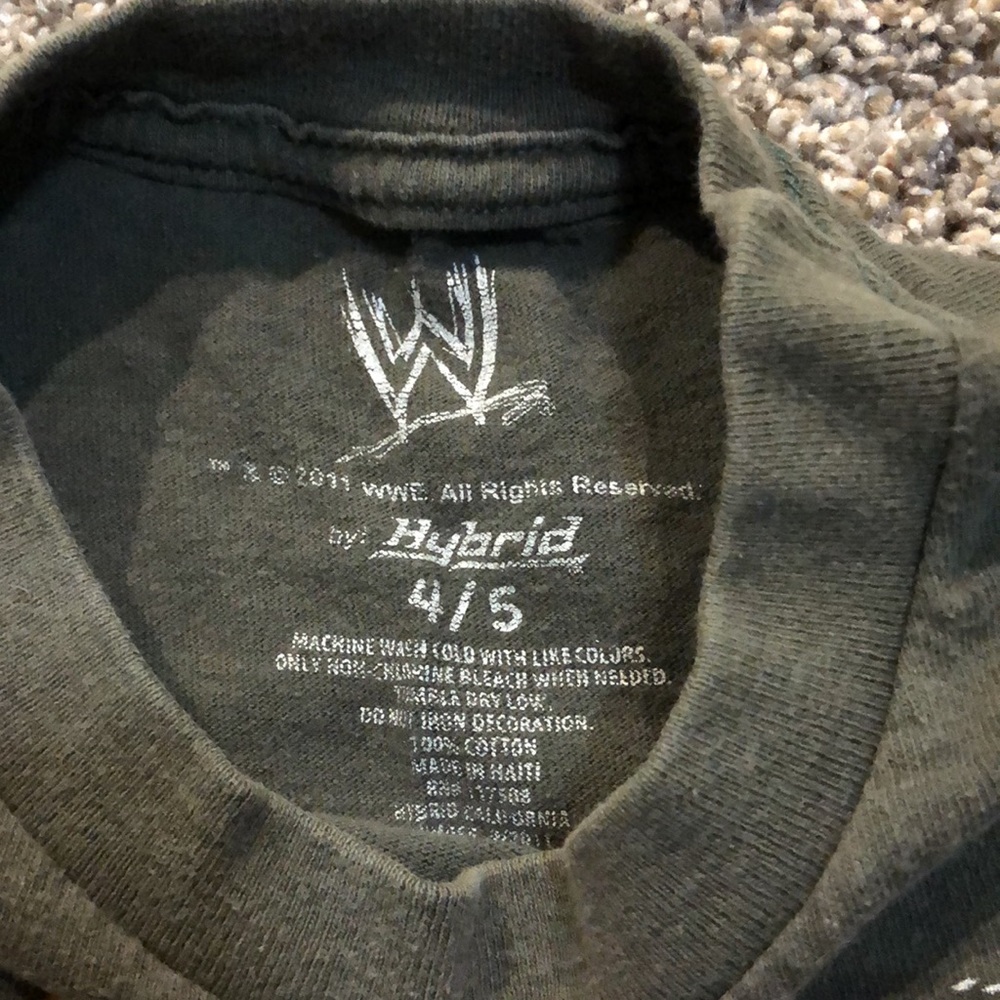 W
™ & © 2011 WWE. All Rights Reserved.
by: Hybrid
4/5
MACHINE WASH COLD WITH LIKE COLORS.
ONLY NON-CHLORINE BLEACH WHEN NEEDED.
TUMBLE DRY LOW.
DO NOT IRON DECORATION.
100% COTTON
MADE IN HAITI
HYBRID CALIFORNIA